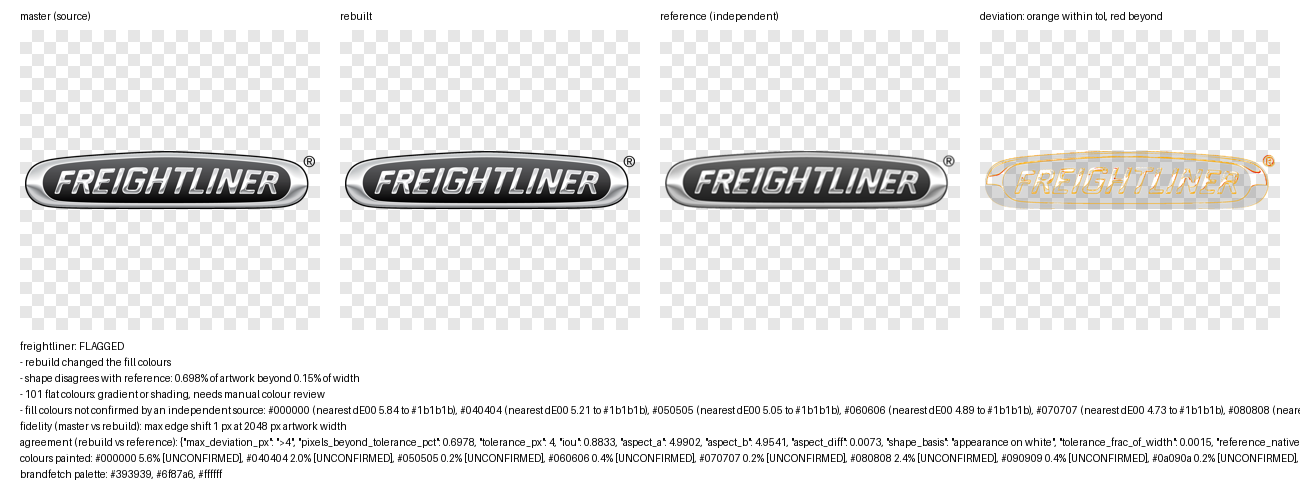 master (source)
rebuilt
reference (independent)
deviation: orange within tol, red beyond
FREIGHTLINER ®
FREIGHTLINER ®
FREIGHTLINER ®
FREIGHTLINER ®
freightliner: FLAGGED
- rebuild changed the fill colours
- shape disagrees with reference: 0.698% of artwork beyond 0.15% of width
- 101 flat colours: gradient or shading, needs manual colour review
- fill colours not confirmed by an independent source: #000000 (nearest dE00 5.84 to #1b1b1b), #040404 (nearest dE00 5.21 to #1b1b1b), #050505 (nearest dE00 5.05 to #1b1b1b), #060606 (nearest dE00 4.89 to #1b1b1b), #070707 (nearest dE00 4.73 to #1b1b1b), #080808 (neare
fidelity (master vs rebuild): max edge shift 1 px at 2048 px artwork width
agreement (rebuild vs reference): {"max_deviation_px": ">4", "pixels_beyond_tolerance_pct": 0.6978, "tolerance_px": 4, "iou": 0.8833, "aspect_a": 4.9902, "aspect_b": 4.9541, "aspect_diff": 0.0073, "shape_basis": "appearance on white", "tolerance_frac_of_width": 0.0015, "reference_native
colours painted: #000000 5.6% [UNCONFIRMED], #040404 2.0% [UNCONFIRMED], #050505 0.2% [UNCONFIRMED], #060606 0.4% [UNCONFIRMED], #070707 0.2% [UNCONFIRMED], #080808 2.4% [UNCONFIRMED], #090909 0.4% [UNCONFIRMED], #0a090a 0.2% [UNCONFIRMED],
brandfetch palette: #393939, #6f87a6, #ffffff